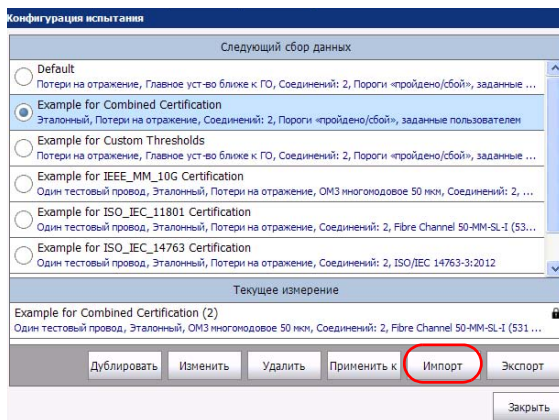 Конфигурация испытания
Следующий сбор данных
Default
Потери на отражение, Главное уст-во ближе к ГО, Соединений: 2, Пороги «пройдено/сбой», заданные ...
Example for Combined Certification
Эталонный, Потери на отражение, Соединений: 2, Пороги «пройдено/сбой», заданные пользователем
Example for Custom Thresholds
Потери на отражение, Главное уст-во ближе к ГО, Соединений: 2, Пороги «пройдено/сбой», заданные ...
Example for IEEE_MM_10G Certification
Один тестовый провод, Эталонный, Потери на отражение, OM3 многомодовое 50 мкм, Соединений: 2, ...
Example for ISO_IEC_11801 Certification
Один тестовый провод, Эталонный, Потери на отражение, Соединений: 2, Fibre Channel 50-MM-SL-I (53...
Example for ISO_IEC_14763 Certification
Один тестовый провод, Эталонный, Потери на отражение, Соединений: 2, ISO/IEC 14763-3:2012
Текущее измерение
Example for Combined Certification (2)
Один тестовый провод, Эталонный, OM3 многомодовое 50 мкм, Соединений: 2, Fibre Channel 50-MM-SL-I (531 ...
Дублировать Изменить Удалить Применить к Импорт Экспорт
Закрыть